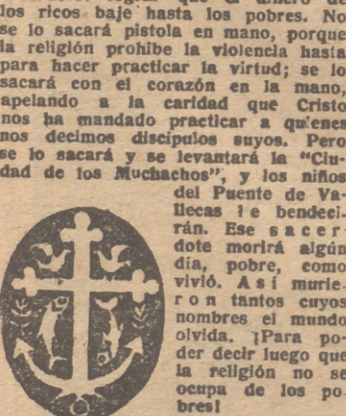 los ricos baje hasta los pobres. No
se lo sacará pistola en mano, porque
la religión prohibe la violencia hasta
para hacer practicar la virtud; se lo
sacará con el corazón en la mano,
apelando a la caridad que Cristo
nos ha mandado practicar a quienes
nos decimos discípulos suyos. Pero
se lo sacará y se levantará la "Ciu-
dad de los Muchachos", y los niños
del Puente de Va-
llecas le bendeci-
rán. Ese sacer-
dote morirá algún
día, pobre, como
vivió. Así murie-
ron tantos cuyos
nombres el mundo
olvida. ¡Para po-
der decir luego que
la religión no se
ocupa de los po-
bres!